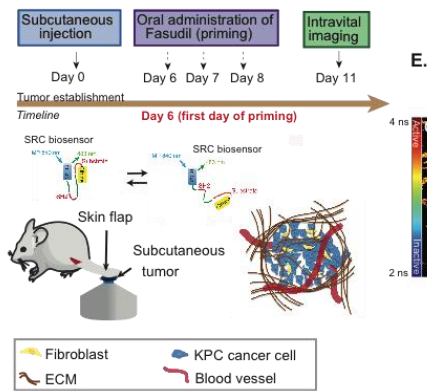 Subcutaneous injection
Oral administration of Fasudil (priming)
Intravital imaging
Day 0
Day 6
Day 7
Day 8
Day 11
E.
Tumor establishment
Timeline
Day 6 (first day of priming)
4 ns
Active
Inactive
2 ns
SRC biosensor
SRC biosensor
Skin flap
Subcutaneous tumor
Fibroblast
KPC cancer cell
ECM
Blood vessel